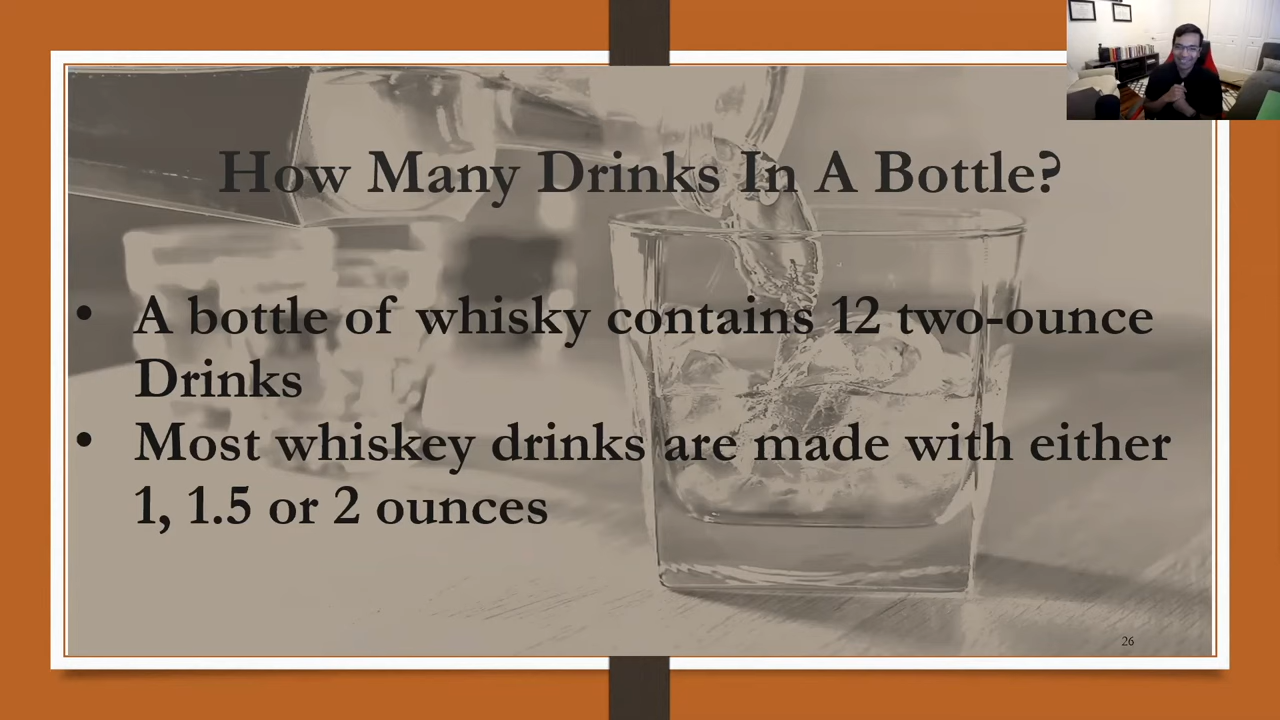 How Many Drinks In A Bottle?
• A bottle of whisky contains 12 two-ounce
Drinks
• Most whiskey drinks are made with either
1, 1.5 or 2 ounces
26